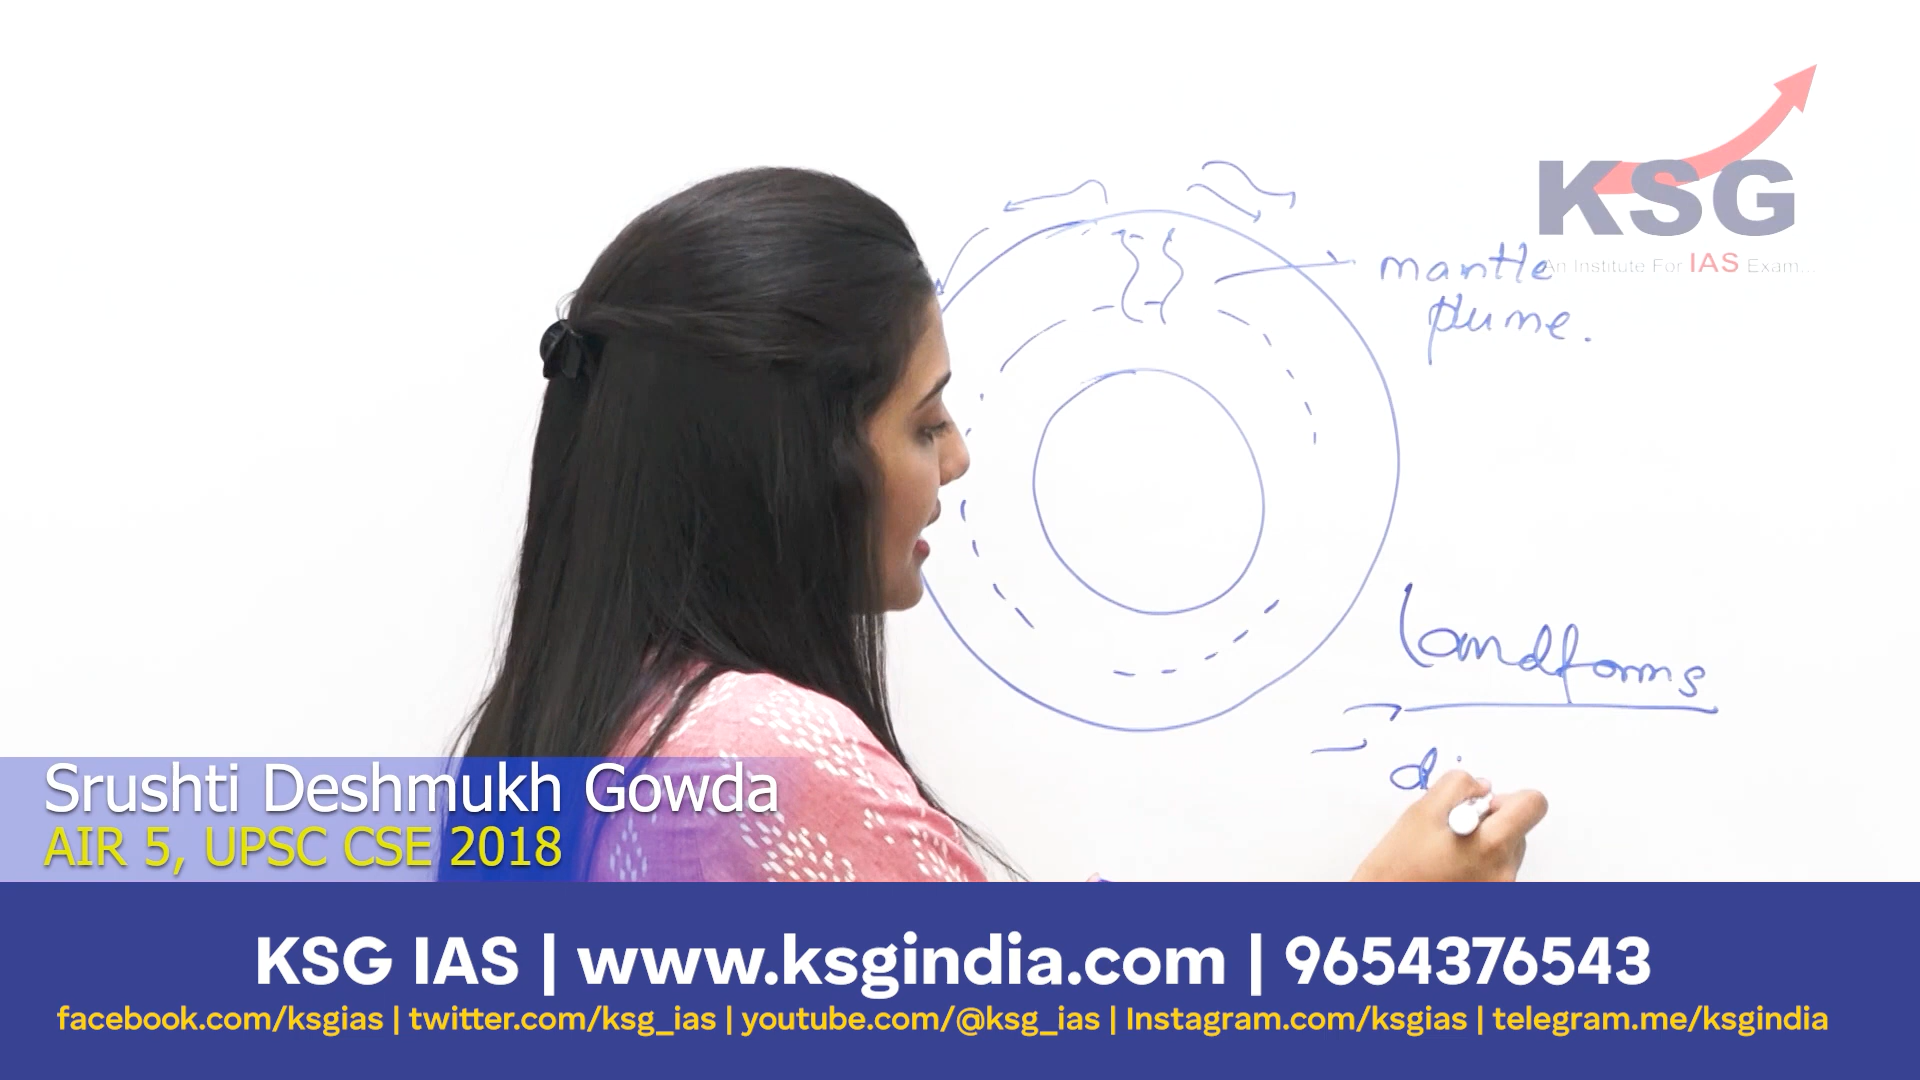 KSG
An Institute For IAS Exam...
mantle
plume.
landforms
di
Srushti Deshmukh Gowda
AIR 5, UPSC CSE 2018
KSG IAS | www.ksgindia.com | 9654376543
facebook.com/ksgias | twitter.com/ksg_ias | youtube.com/@ksg_ias | Instagram.com/ksgias | telegram.me/ksgindia